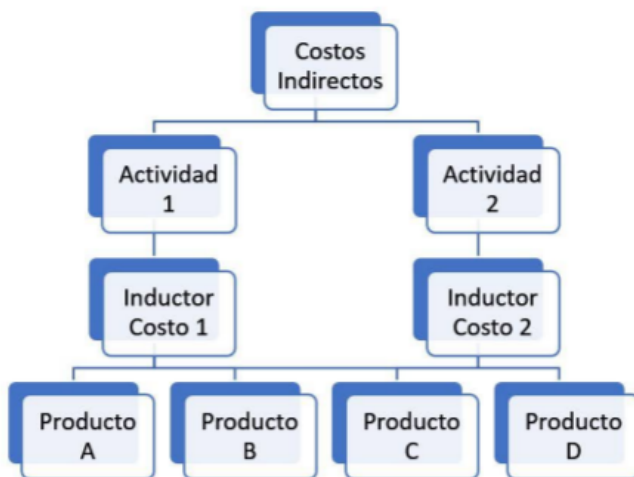 Costos
Indirectos
Actividad
1
Actividad
2
Inductor
Costo 1
Inductor
Costo 2
Producto
A
Producto
B
Producto
C
Producto
D